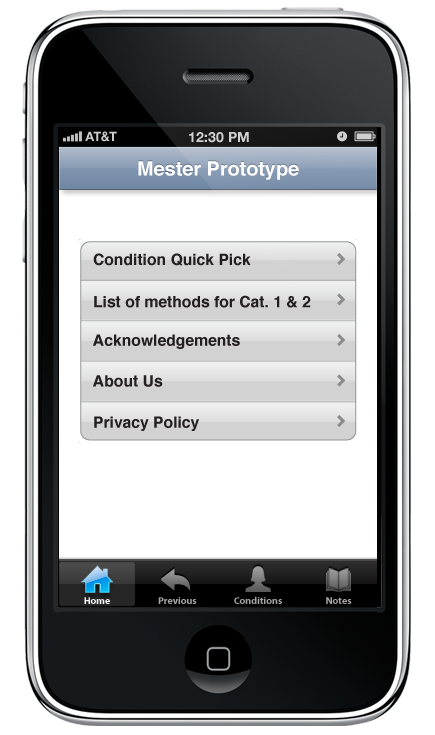 AT&T 12:30 PM
Mester Prototype
Condition Quick Pick
List of methods for Cat. 1 & 2
Acknowledgements
About Us
Privacy Policy
Home Previous Conditions Notes